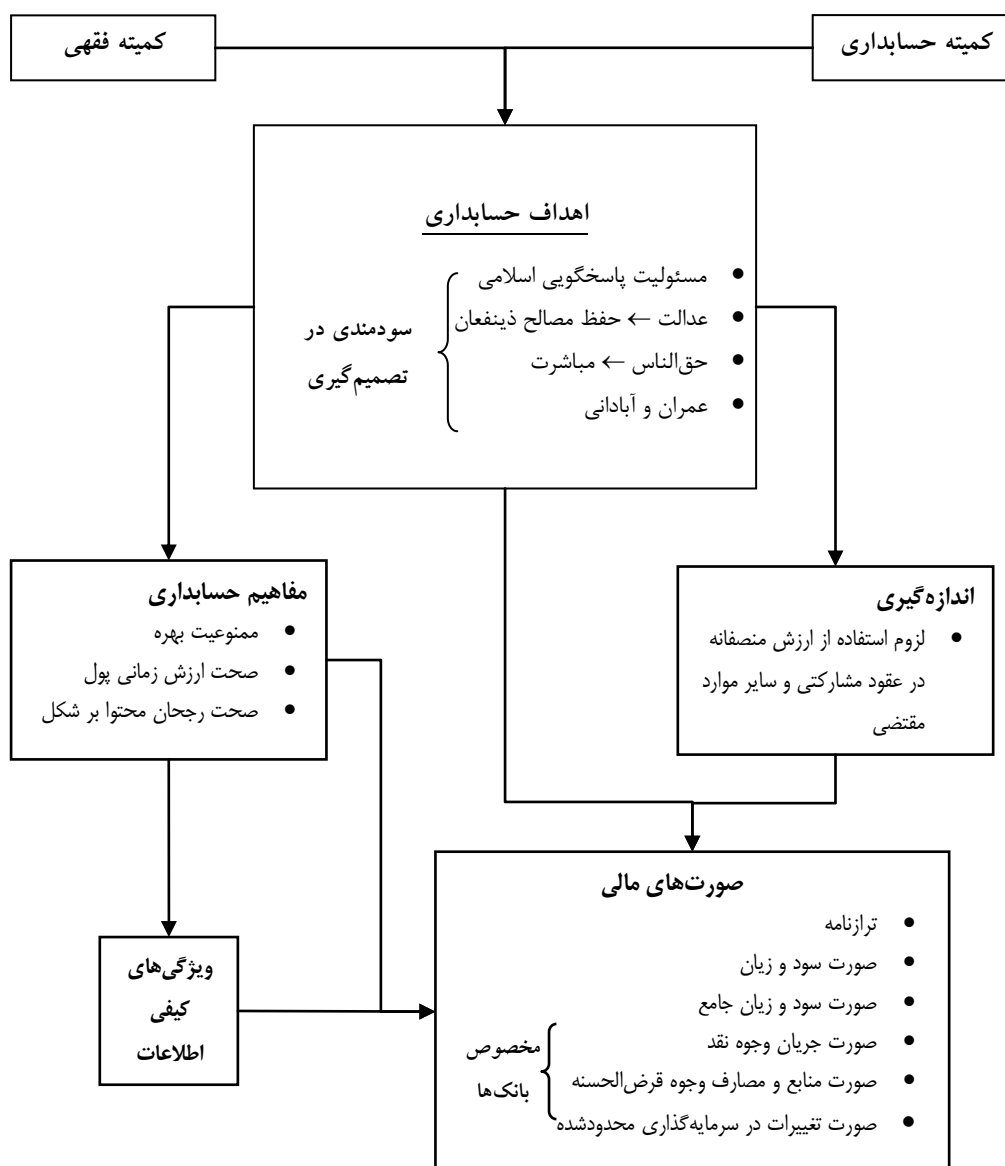 کمیته حسابداری
کمیته فقهی
اهداف حسابداری
• مسئولیت پاسخگویی اسلامی
• عدالت ← حفظ مصالح ذینفعان
• حق‌الناس ← مباشرت
• عمران و آبادانی
سودمندی در
تصمیم‌گیری
اندازه‌گیری
• لزوم استفاده از ارزش منصفانه
در عقود مشارکتی و سایر موارد
مقتضی
مفاهیم حسابداری
• ممنوعیت بهره
• صحت ارزش زمانی پول
• صحت رجحان محتوا بر شکل
صورت‌های مالی
• ترازنامه
• صورت سود و زیان
• صورت سود و زیان جامع
• صورت جریان وجوه نقد
• صورت منابع و مصارف وجوه قرض‌الحسنه
• صورت تغییرات در سرمایه‌گذاری محدودشده
مخصوص
بانک‌ها
ویژگی‌های
کیفی
اطلاعات